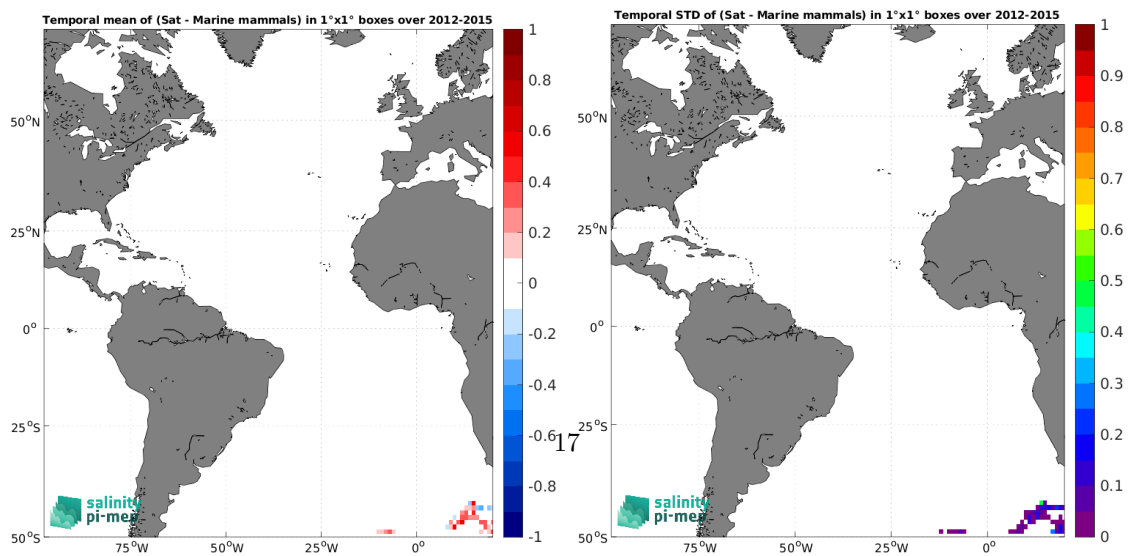 Temporal mean of (Sat - Marine mammals) in 1°x1° boxes over 2012-2015
50°N
25°N
0°
25°S
50°S
75°W
50°W
25°W
0°
1
0.8
0.6
0.4
0.2
0
-0.2
-0.4
-0.6
-0.8
-1
salinity
pi-mep
17
Temporal STD of (Sat - Marine mammals) in 1°x1° boxes over 2012-2015
50°N
25°N
0°
25°S
50°S
75°W
50°W
25°W
0°
1
0.9
0.8
0.7
0.6
0.5
0.4
0.3
0.2
0.1
0
salinity
pi-mep